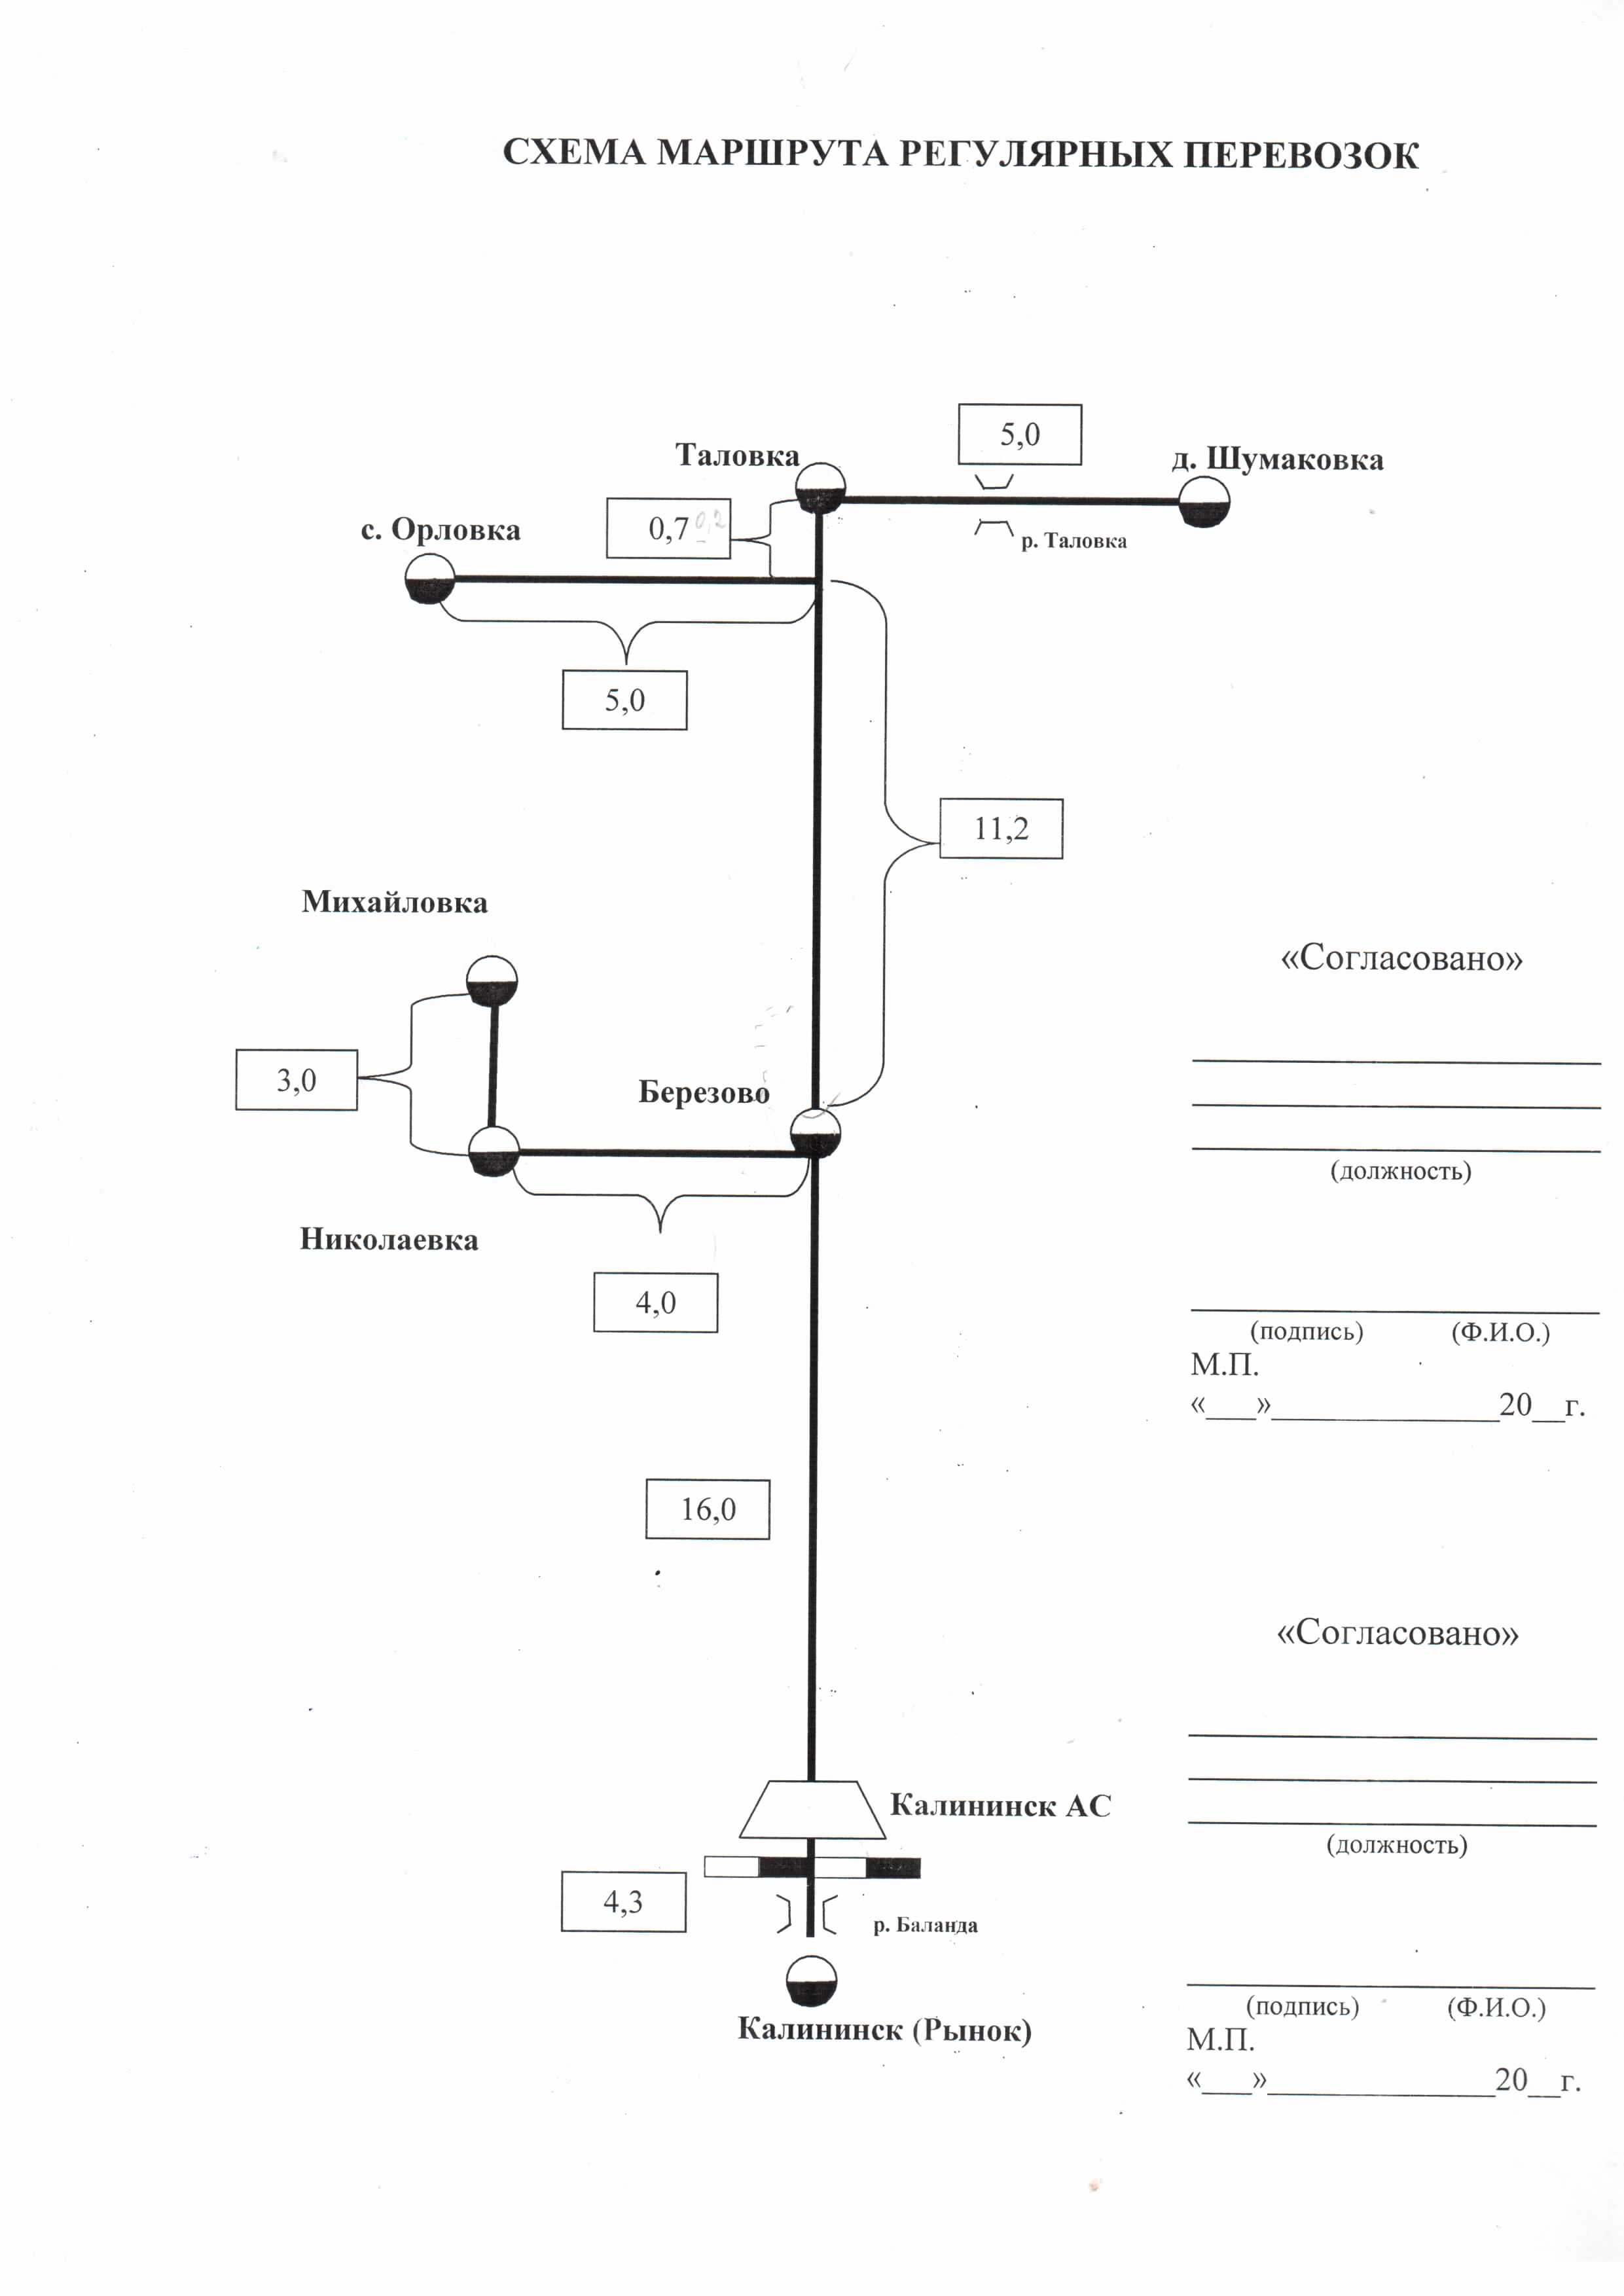 СХЕМА МАРШРУТА РЕГУЛЯРНЫХ ПЕРЕВОЗОК
5,0
Таловка
д. Шумаковка
0,7 0,2
с. Орловка
р. Таловка
5,0
11,2
Михайловка
«Согласовано»
3,0
Березово
(должность)
Николаевка
4,0
(подпись) (Ф.И.О.)
М.П.
«___»______________20__г.
16,0
«Согласовано»
Калининск АС
(должность)
4,3
р. Баланда
(подпись) (Ф.И.О.)
Калининск (Рынок)
М.П.
«___»______________20__г.